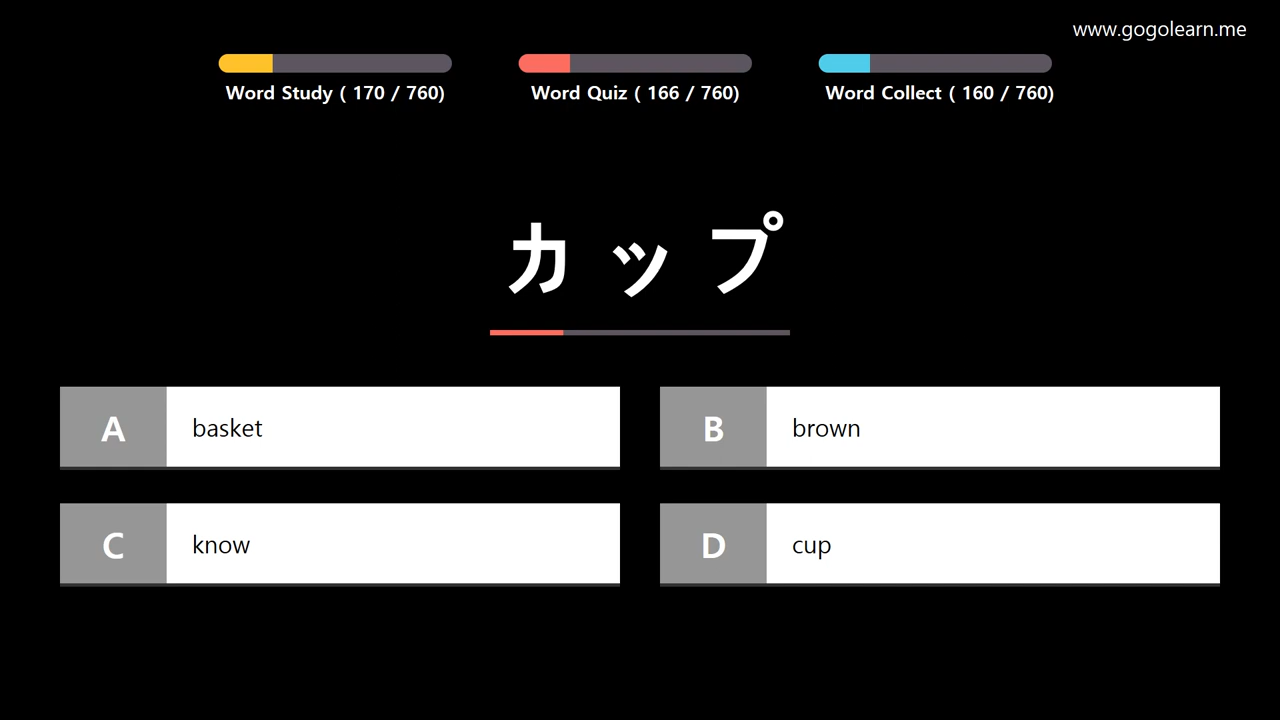 www.gogolearn.me
Word Study ( 170 / 760)
Word Quiz ( 166 / 760)
Word Collect ( 160 / 760)
カップ
A basket
B brown
C know
D cup